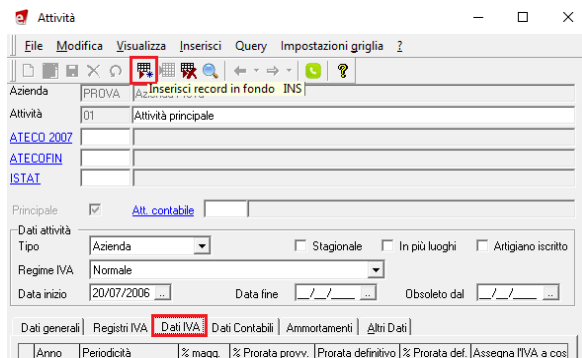 Attività
File Modifica Visualizza Inserisci Query Impostazioni griglia ?
Inserisci record in fondo INS
Azienda PROVA
Attività 01 Attività principale
ATECO 2007
ATECOFIN
ISTAT
Principale Att. contabile
Dati attività
Tipo Azienda Stagionale In più luoghi Artigiano iscritto
Regime IVA Normale
Data inizio 20/07/2006 .. Data fine _/_/__ .. Obsoleto dal _/_/__ ..
Dati generali Registri IVA Dati IVA Dati Contabili Ammortamenti Altri Dati
Anno Periodicità % magg. % Prorata provv. Prorata definitivo % Prorata def. Assegna l'IVA a cos